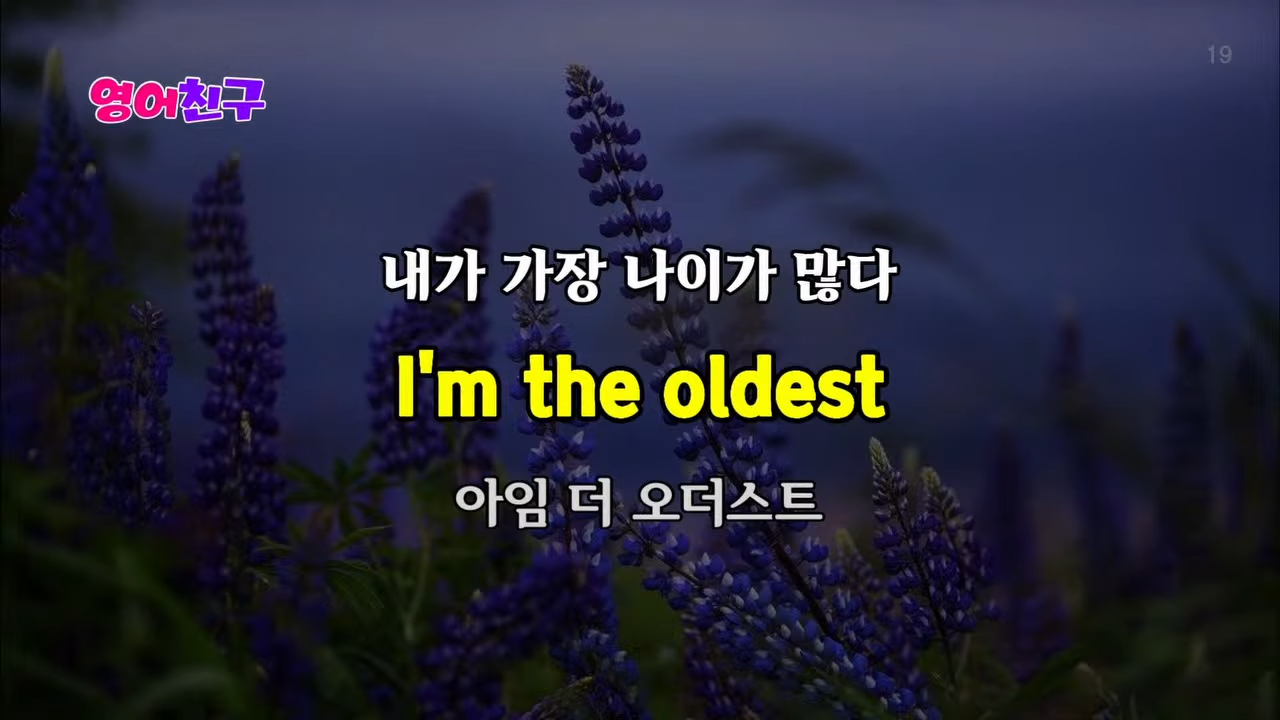 영어친구
19
내가 가장 나이가 많다
I'm the oldest
아임 더 오더스트